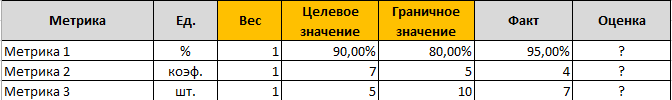 Метрика Ед. Вес Целевое значение Граничное значение Факт Оценка
Метрика 1 % 1 90,00% 80,00% 95,00% ?
Метрика 2 коэф. 1 7 5 4 ?
Метрика 3 шт. 1 5 10 7 ?